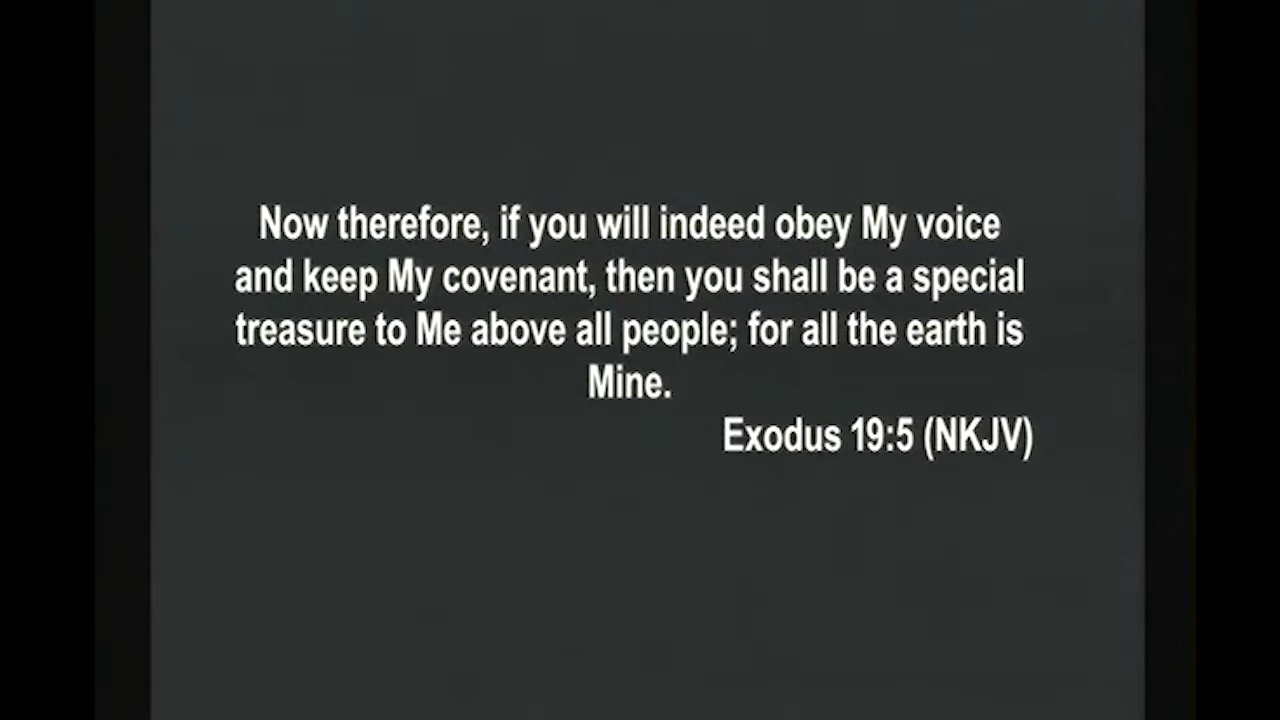 Now therefore, if you will indeed obey My voice
and keep My covenant, then you shall be a special
treasure to Me above all people; for all the earth is
Mine.
Exodus 19:5 (NKJV)